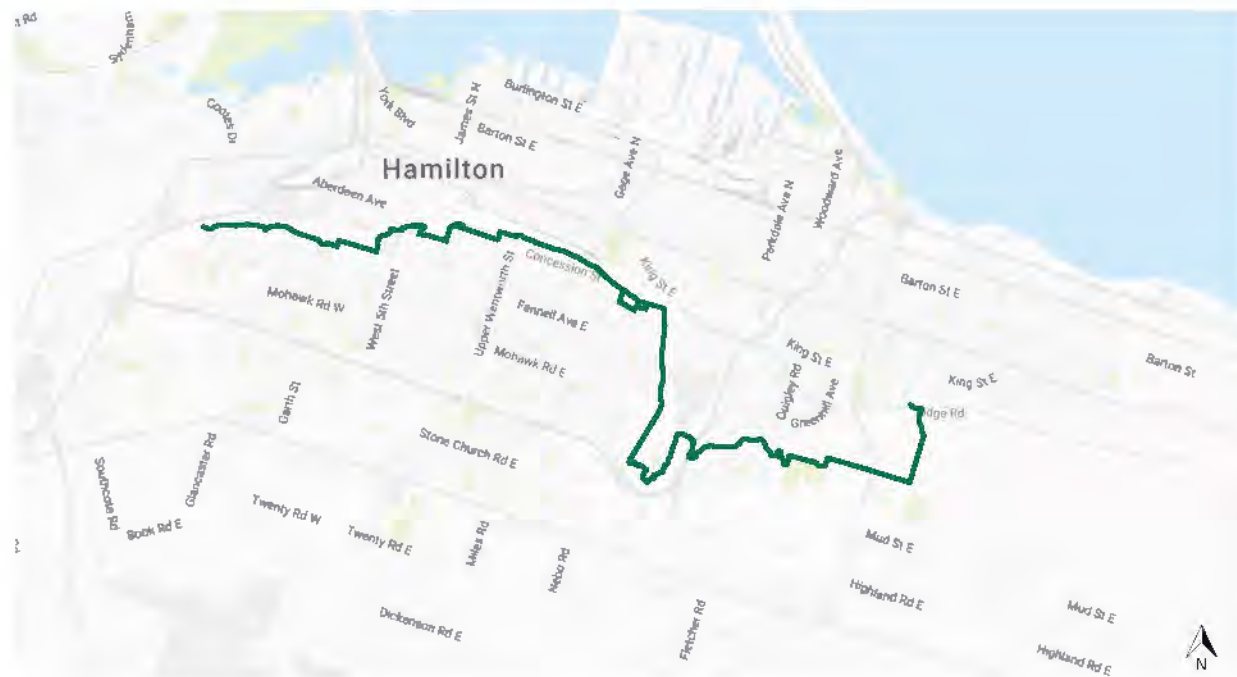 Sydenham
Cootes Dr
York Blvd
James St N
Burlington St E
Barton St E
Hamilton
Gage Ave N
Parkdale Ave N
Woodward Ave
Aberdeen Ave
Concession St
King St E
Barton St E
Mohawk Rd W
West 5th Street
Upper Wentworth St
Fennell Ave E
Mohawk Rd E
King St E
Quigley Rd
Greenhill Ave
King St E
Barton St
Garth St
Stone Church Rd E
Southcote Rd
Glancaster Rd
Book Rd E
Twenty Rd W
Twenty Rd E
Miles Rd
Nebo Rd
Mud St E
Highland Rd E
Mud St E
Dickenson Rd E
Fletcher Rd
Highland Rd E
N